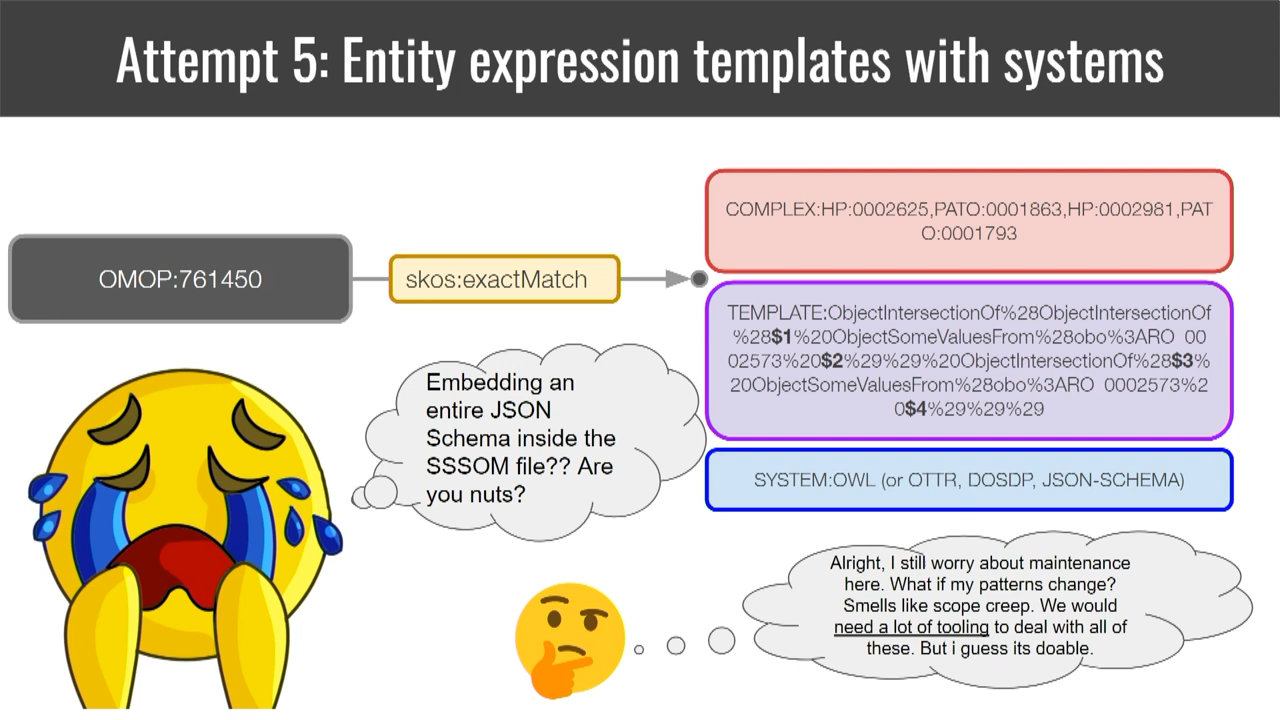 Attempt 5: Entity expression templates with systems
OMOP:761450
skos:exactMatch
COMPLEX:HP:0002625,PATO:0001863,HP:0002981,PAT
O:0001793
TEMPLATE:ObjectIntersectionOf%28ObjectIntersectionOf
%28$1%20ObjectSomeValuesFrom%28obo%3ARO_00
02573%20$2%29%29%20ObjectIntersectionOf%28$3%
20ObjectSomeValuesFrom%28obo%3ARO_0002573%2
0$4%29%29%29
SYSTEM:OWL (or OTTR, DOSDP, JSON-SCHEMA)
Embedding an
entire JSON
Schema inside the
SSSOM file?? Are
you nuts?
Alright, I still worry about maintenance
here. What if my patterns change?
Smells like scope creep. We would
need a lot of tooling to deal with all of
these. But i guess its doable.